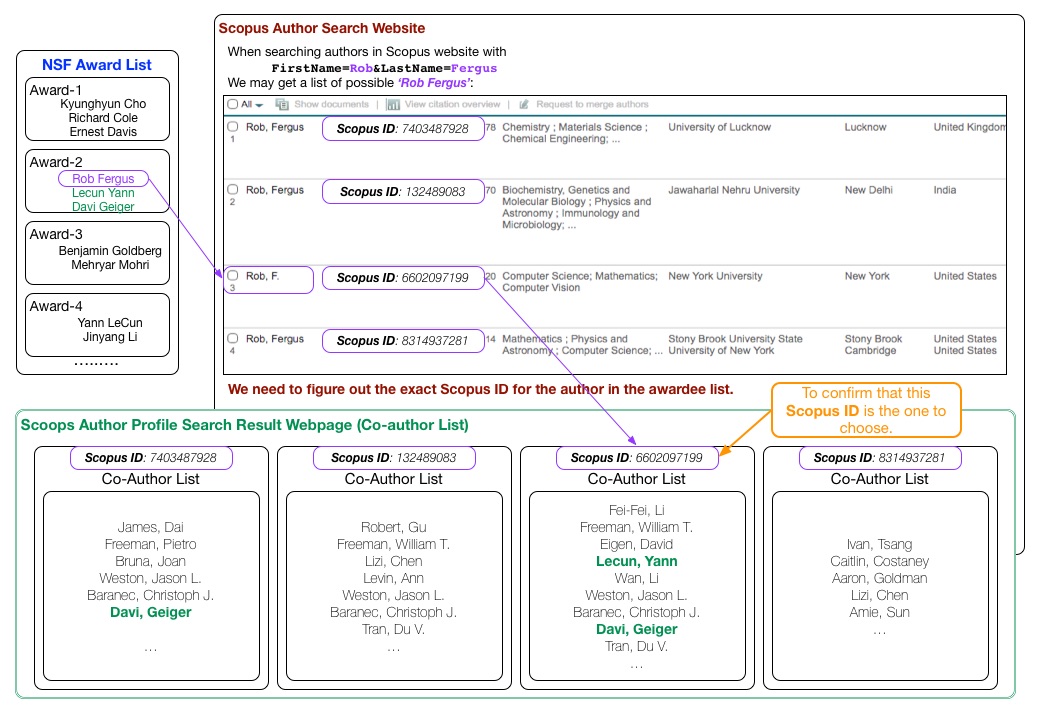 Scopus Author Search Website
When searching authors in Scopus website with
FirstName=Rob&LastName=Fergus
We may get a list of possible ‘Rob Fergus’:
NSF Award List
Award-1
Kyunghyun Cho
Richard Cole
Ernest Davis
Award-2
Rob Fergus
Lecun Yann
Davi Geiger
Award-3
Benjamin Goldberg
Mehryar Mohri
Award-4
Yann LeCun
Jinyang Li
.........
All Show documents | View citation overview | Request to merge authors
Rob, Fergus Scopus ID: 7403487928 78 Chemistry ; Materials Science ; University of Lucknow Lucknow United Kingdom
1 Chemical Engineering; ...
Rob, Fergus Scopus ID: 132489083 70 Biochemistry, Genetics and Jawaharlal Nehru University New Delhi India
2 Molecular Biology ; Physics and
Astronomy ; Immunology and
Microbiology; ...
Rob, F. Scopus ID: 6602097199 20 Computer Science; Mathematics; New York University New York United States
3 Computer Vision
Rob, Fergus Scopus ID: 8314937281 14 Mathematics ; Physics and Stony Brook University State Stony Brook United States
4 Astronomy ; Computer Science; ... University of New York Cambridge United States
We need to figure out the exact Scopus ID for the author in the awardee list.
To confirm that this
Scopus ID is the one to
choose.
Scoops Author Profile Search Result Webpage (Co-author List)
Scopus ID: 7403487928
Co-Author List
James, Dai
Freeman, Pietro
Bruna, Joan
Weston, Jason L.
Baranec, Christoph J.
Davi, Geiger
...
Scopus ID: 132489083
Co-Author List
Robert, Gu
Freeman, William T.
Lizi, Chen
Levin, Ann
Weston, Jason L.
Baranec, Christoph J.
Tran, Du V.
...
Scopus ID: 6602097199
Co-Author List
Fei-Fei, Li
Freeman, William T.
Eigen, David
Lecun, Yann
Wan, Li
Weston, Jason L.
Baranec, Christoph J.
Davi, Geiger
Tran, Du V.
...
Scopus ID: 8314937281
Co-Author List
Ivan, Tsang
Caitlin, Costaney
Aaron, Goldman
Lizi, Chen
Amie, Sun
...